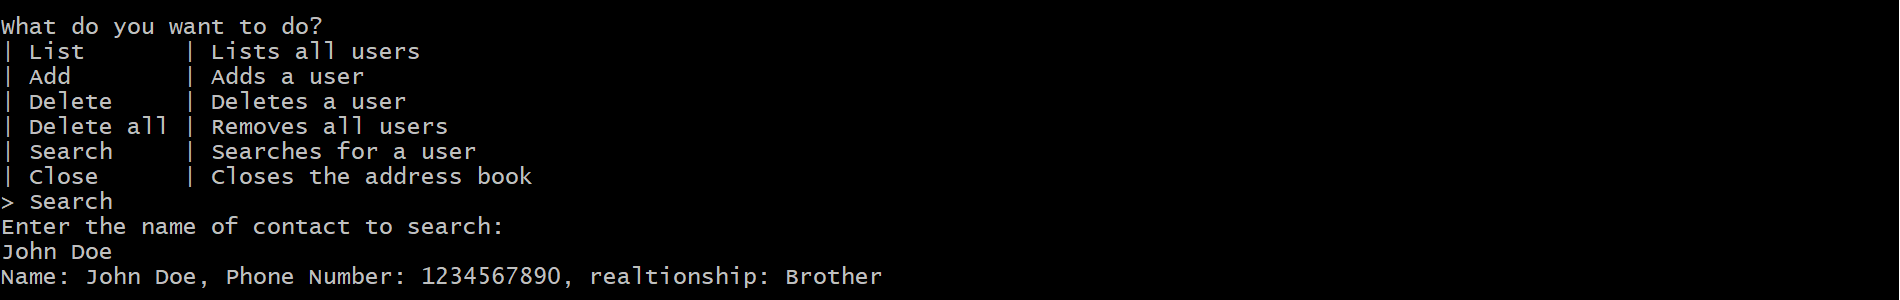 What do you want to do?
| List       | Lists all users
| Add        | Adds a user
| Delete     | Deletes a user
| Delete all | Removes all users
| Search     | Searches for a user
| Close      | Closes the address book
> Search
Enter the name of contact to search:
John Doe
Name: John Doe, Phone Number: 1234567890, realtionship: Brother